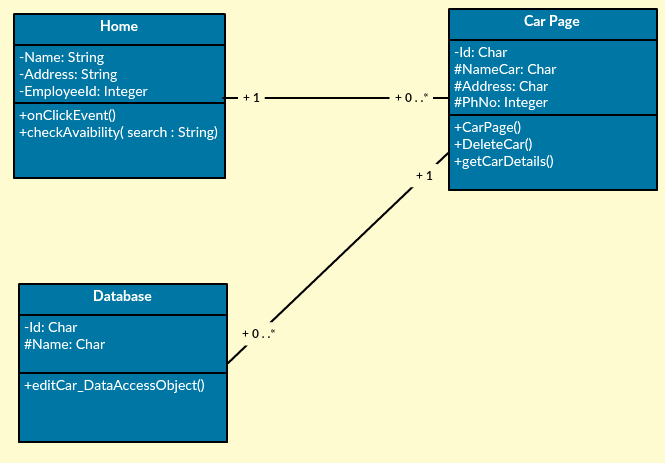 Home
-Name: String
-Address: String
-EmployeeId: Integer
+onClickEvent()
+checkAvaibility( search : String)
+ 1
+ 0 . . *
Car Page
-Id: Char
#NameCar: Char
#Address: Char
#PhNo: Integer
+CarPage()
+DeleteCar()
+getCarDetails()
+ 1
+ 0 . . *
Database
-Id: Char
#Name: Char
+editCar_DataAccessObject()